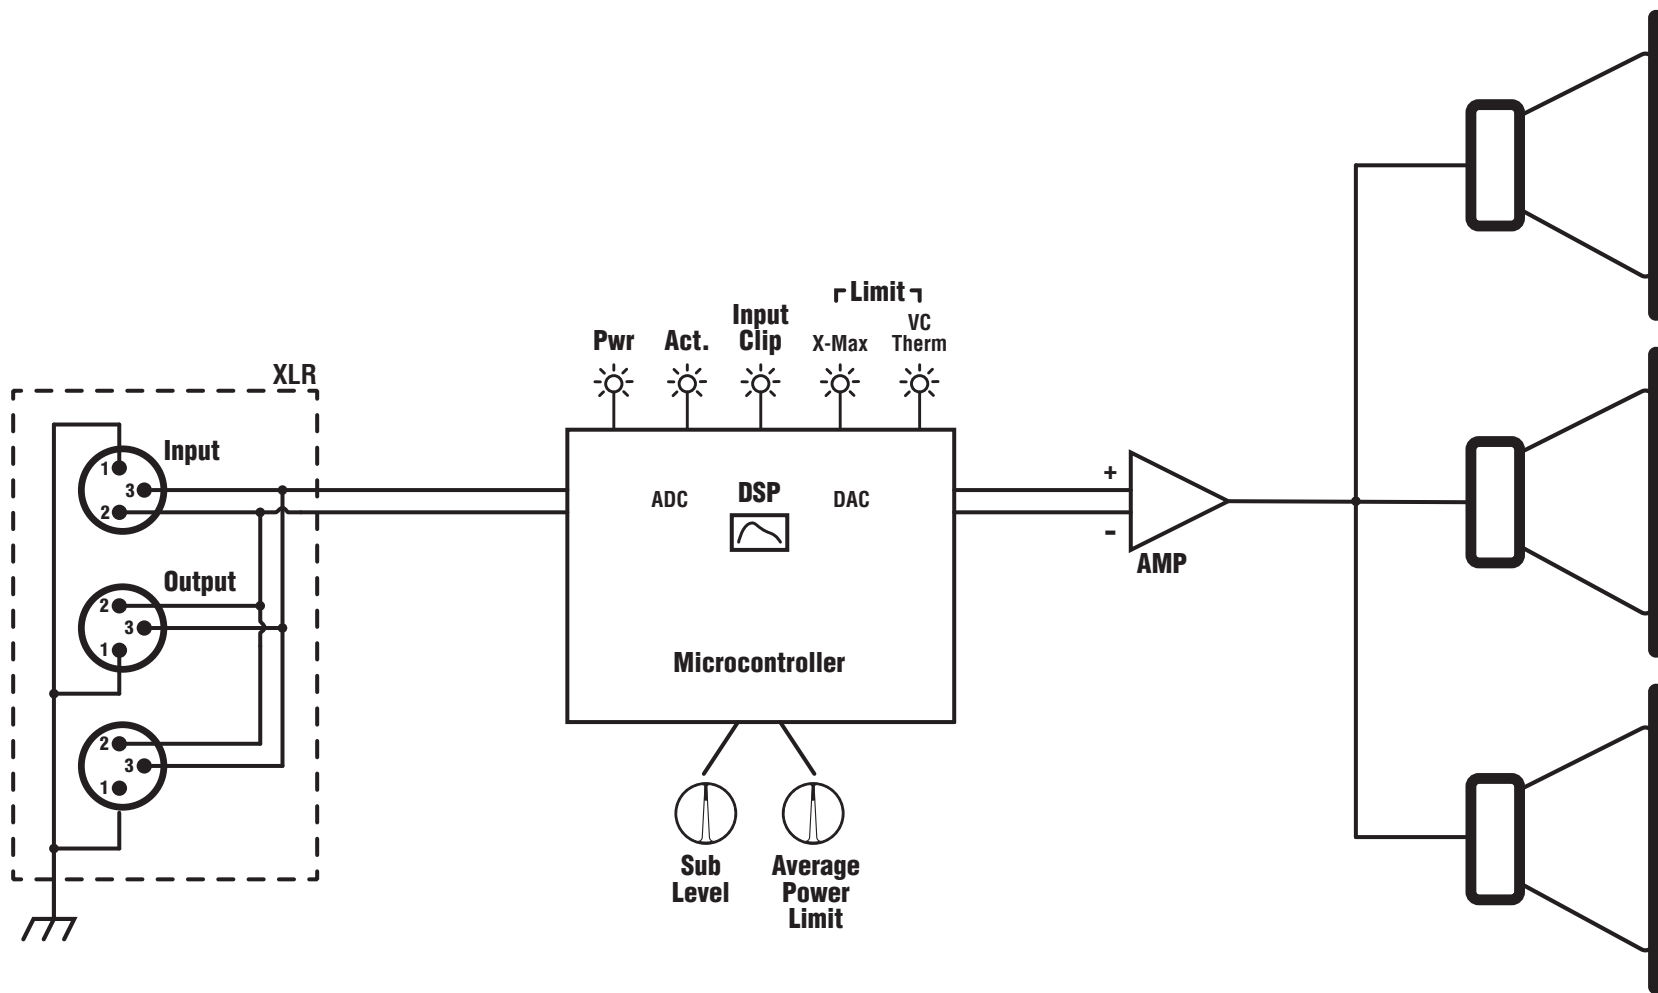 Limit
Input
Clip
VC
Therm
Pwr
Act.
X-Max
XLR
Input
1
3
2
ADC
DSP
DAC
+
-
AMP
Output
2
3
1
Microcontroller
2
3
1
Sub
Level
Average
Power
Limit